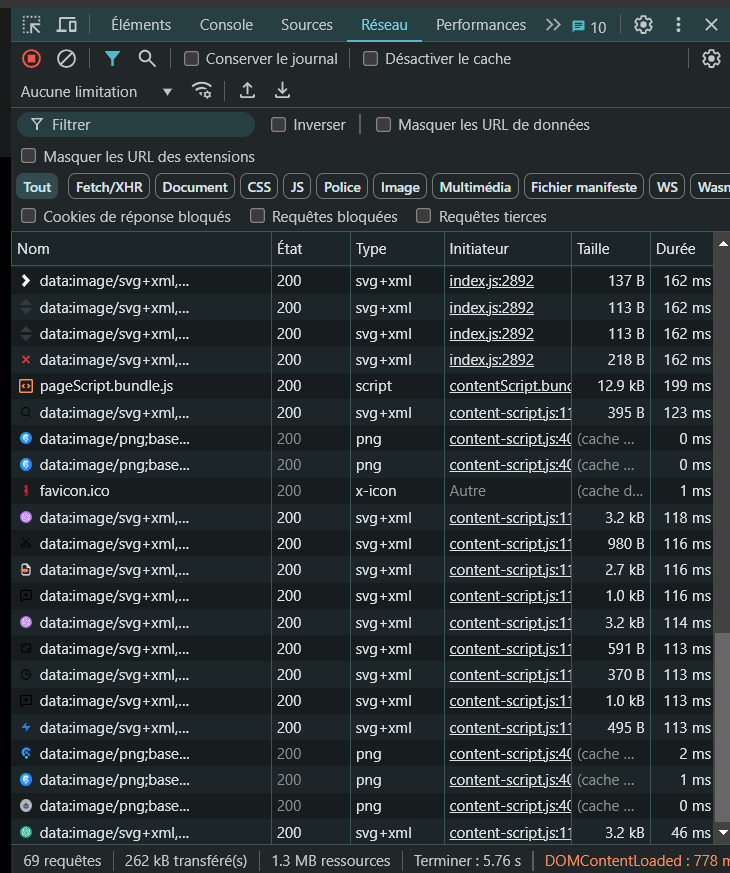 Éléments Console Sources Réseau Performances 10
Conserver le journal Désactiver le cache
Aucune limitation
Filtrer Inverser Masquer les URL de données
Masquer les URL des extensions
Tout Fetch/XHR Document CSS JS Police Image Multimédia Fichier manifeste WS Wasm
Cookies de réponse bloqués Requêtes bloquées Requêtes tierces
Nom État Type Initiateur Taille Durée
data:image/svg+xml,... 200 svg+xml index.js:2892 137 B 162 ms
data:image/svg+xml,... 200 svg+xml index.js:2892 113 B 162 ms
data:image/svg+xml,... 200 svg+xml index.js:2892 113 B 162 ms
data:image/svg+xml,... 200 svg+xml index.js:2892 218 B 162 ms
pageScript.bundle.js 200 script contentScript.bund 12.9 kB 199 ms
data:image/svg+xml,... 200 svg+xml content-script.js:11 395 B 123 ms
data:image/png;base... 200 png content-script.js:40 (cache ... 0 ms
data:image/png;base... 200 png content-script.js:40 (cache ... 0 ms
favicon.ico 200 x-icon Autre (cache d... 1 ms
data:image/svg+xml,... 200 svg+xml content-script.js:11 3.2 kB 118 ms
data:image/svg+xml,... 200 svg+xml content-script.js:11 980 B 116 ms
data:image/svg+xml,... 200 svg+xml content-script.js:11 2.7 kB 116 ms
data:image/svg+xml,... 200 svg+xml content-script.js:11 1.0 kB 116 ms
data:image/svg+xml,... 200 svg+xml content-script.js:11 3.2 kB 114 ms
data:image/svg+xml,... 200 svg+xml content-script.js:11 591 B 113 ms
data:image/svg+xml,... 200 svg+xml content-script.js:11 370 B 113 ms
data:image/svg+xml,... 200 svg+xml content-script.js:11 1.0 kB 113 ms
data:image/svg+xml,... 200 svg+xml content-script.js:11 495 B 113 ms
data:image/png;base... 200 png content-script.js:40 (cache ... 2 ms
data:image/png;base... 200 png content-script.js:40 (cache ... 1 ms
data:image/png;base... 200 png content-script.js:40 (cache ... 0 ms
data:image/svg+xml,... 200 svg+xml content-script.js:11 3.2 kB 46 ms
69 requêtes 262 kB transféré(s) 1.3 MB ressources Terminer : 5.76 s DOMContentLoaded : 778 m